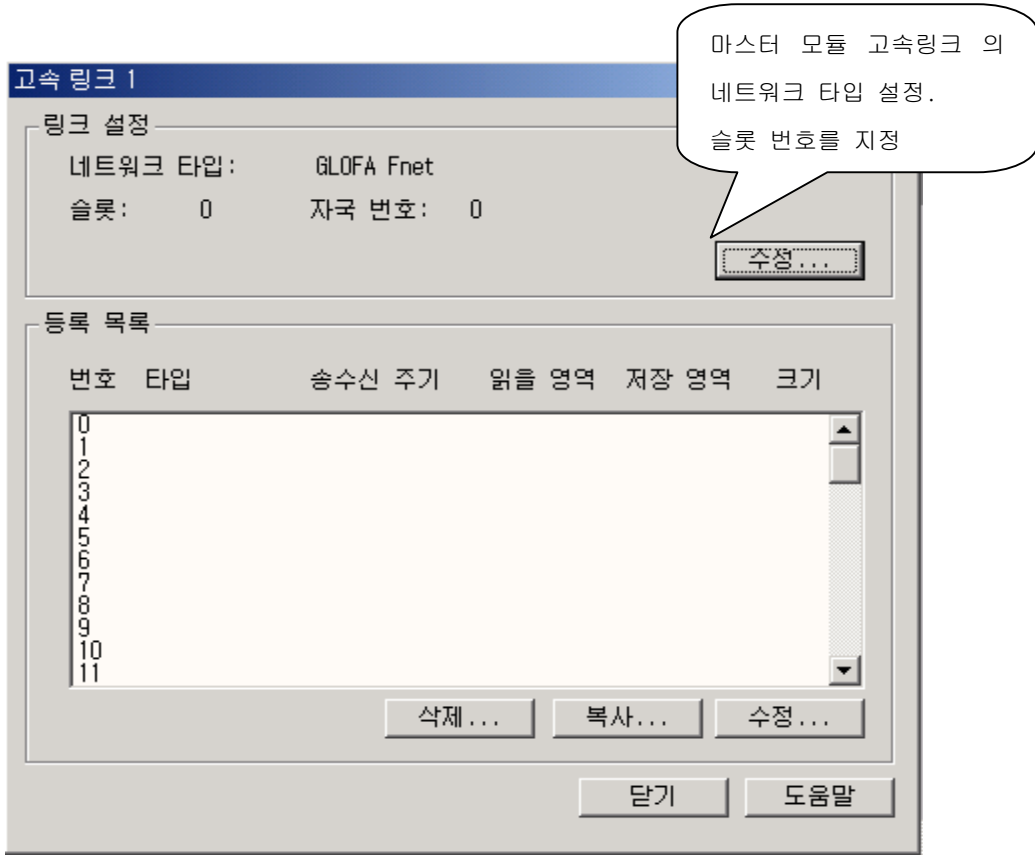 마스터 모듈 고속링크 의
네트워크 타입 설정.
슬롯 번호를 지정
고속 링크 1
링크 설정
네트워크 타입: GLOFA Fnet
슬롯: 0 자국 번호: 0
수정...
등록 목록
번호 타입 송수신 주기 읽을 영역 저장 영역 크기
0
1
2
3
4
5
6
7
8
9
10
11
삭제... 복사... 수정...
닫기 도움말